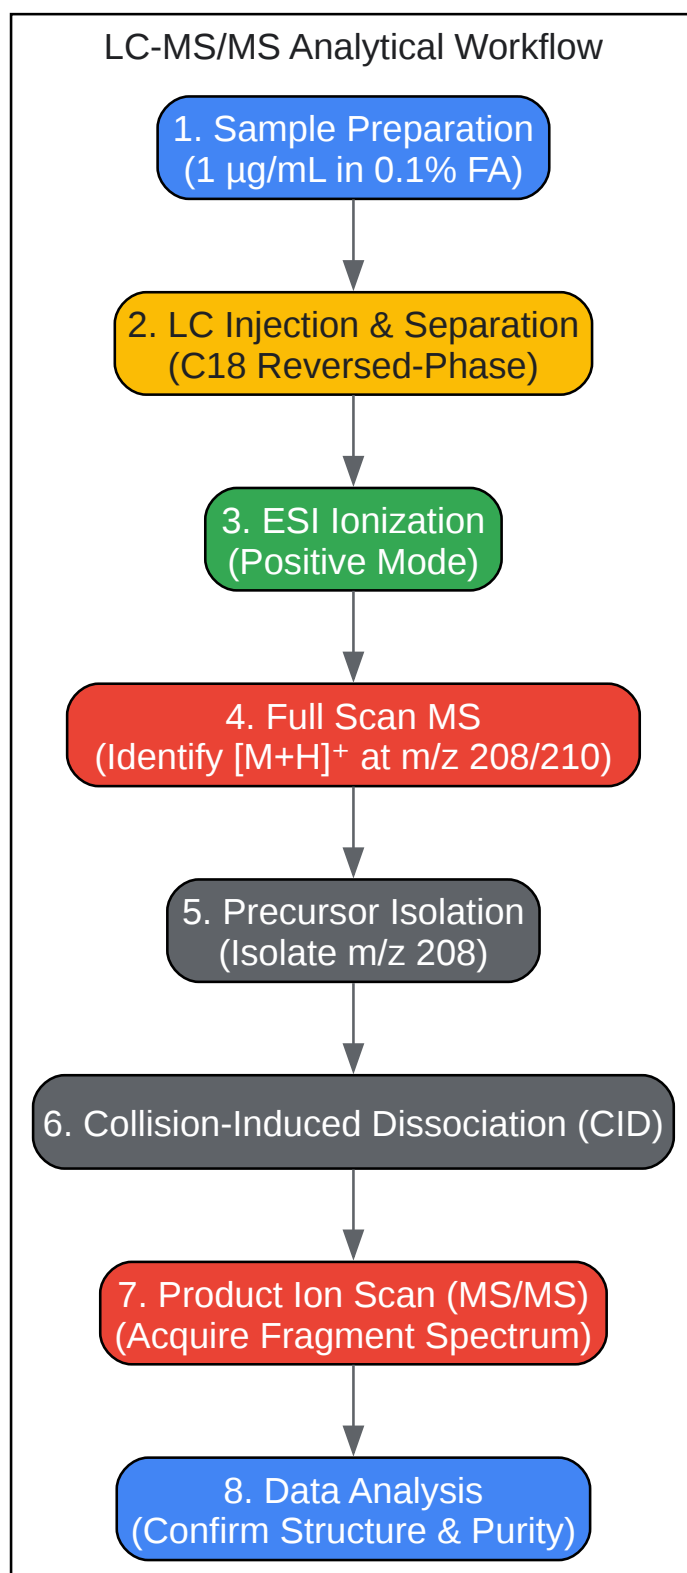 LC-MS/MS Analytical Workflow
1. Sample Preparation
(1 µg/mL in 0.1% FA)
2. LC Injection & Separation
(C18 Reversed-Phase)
3. ESI Ionization
(Positive Mode)
4. Full Scan MS
(Identify [M+H]⁺ at m/z 208/210)
5. Precursor Isolation
(Isolate m/z 208)
6. Collision-Induced Dissociation (CID)
7. Product Ion Scan (MS/MS)
(Acquire Fragment Spectrum)
8. Data Analysis
(Confirm Structure & Purity)